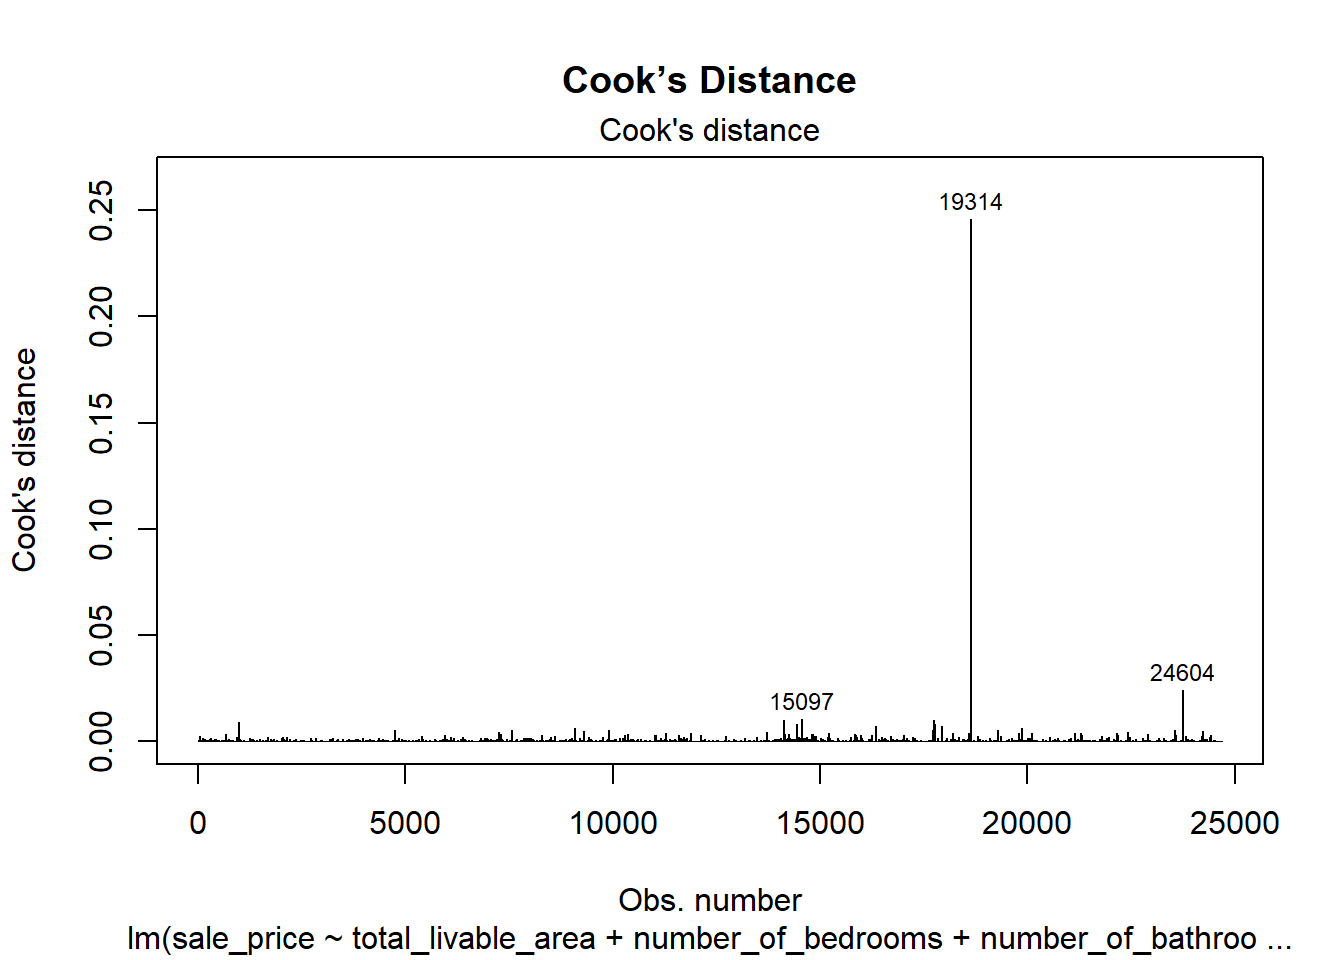 Cook’s Distance
Cook's distance
19314
24604
15097
Cook's distance
0.25
0.20
0.15
0.10
0.05
0.00
0 5000 10000 15000 20000 25000
Obs. number
lm(sale_price ~ total_livable_area + number_of_bedrooms + number_of_bathroo ...